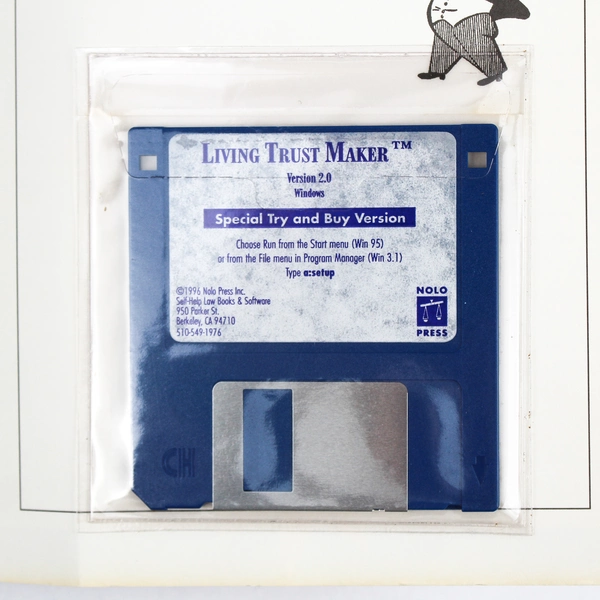 LIVING TRUST MAKER™
Version 2.0
Windows
Special Try and Buy Version
Choose Run from the Start menu (Win 95)
or from the File menu in Program Manager (Win 3.1)
Type a:setup
©1996 Nolo Press Inc.
Self-Help Law Books & Software
950 Parker St.
Berkeley, CA 94710
510-549-1976
NOLO
PRESS